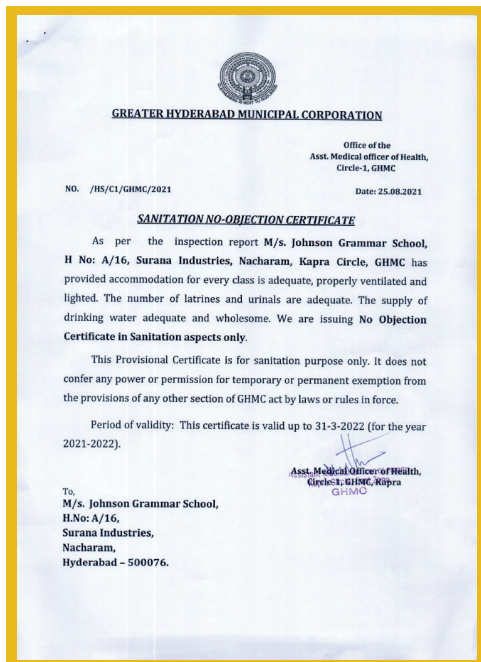 GREATER HYDERABAD MUNICIPAL CORPORATION
Office of the
Asst. Medical officer of Health,
Circle-1, GHMC
NO. /HS/C1/GHMC/2021
Date: 25.08.2021
SANITATION NO-OBJECTION CERTIFICATE
As per the inspection report M/s. Johnson Grammar School,
H No: A/16, Surana Industries, Nacharam, Kapra Circle, GHMC has
provided accommodation for every class is adequate, properly ventilated and
lighted. The number of latrines and urinals are adequate. The supply of
drinking water adequate and wholesome. We are issuing No Objection
Certificate in Sanitation aspects only.
This Provisional Certificate is for sanitation purpose only. It does not
confer any power or permission for temporary or permanent exemption from
the provisions of any other section of GHMC act by laws or rules in force.
Period of validity: This certificate is valid up to 31-3-2022 (for the year
2021-2022).
Asst. Medical Officer of Health,
Circle-1, GHMC, Kapra
GHMC
To,
M/s. Johnson Grammar School,
H.No: A/16,
Surana Industries,
Nacharam,
Hyderabad – 500076.